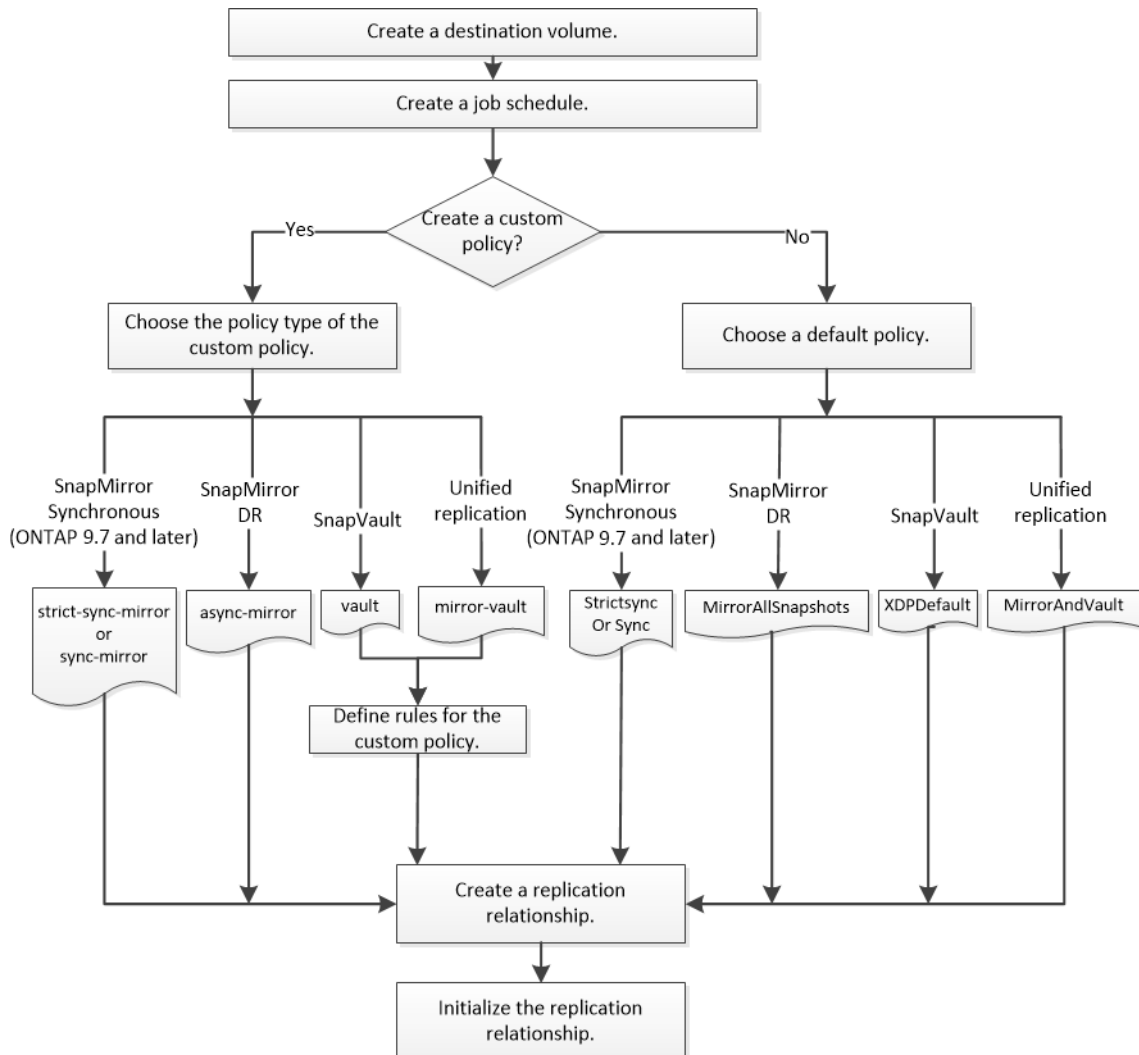 Create a destination volume.
Create a job schedule.
Create a custom
policy?
Yes
No
Choose the policy type of the
custom policy.
Choose a default policy.
SnapMirror
Synchronous
(ONTAP 9.7 and later)
SnapMirror
DR
SnapVault
Unified
replication
SnapMirror
Synchronous
(ONTAP 9.7 and later)
SnapMirror
DR
SnapVault
Unified
replication
strict-sync-mirror
or
sync-mirror
async-mirror
vault
mirror-vault
Strictsync
Or Sync
MirrorAllSnapshots
XDPDefault
MirrorAndVault
Define rules for the
custom policy.
Create a replication
relationship.
Initialize the replication
relationship.